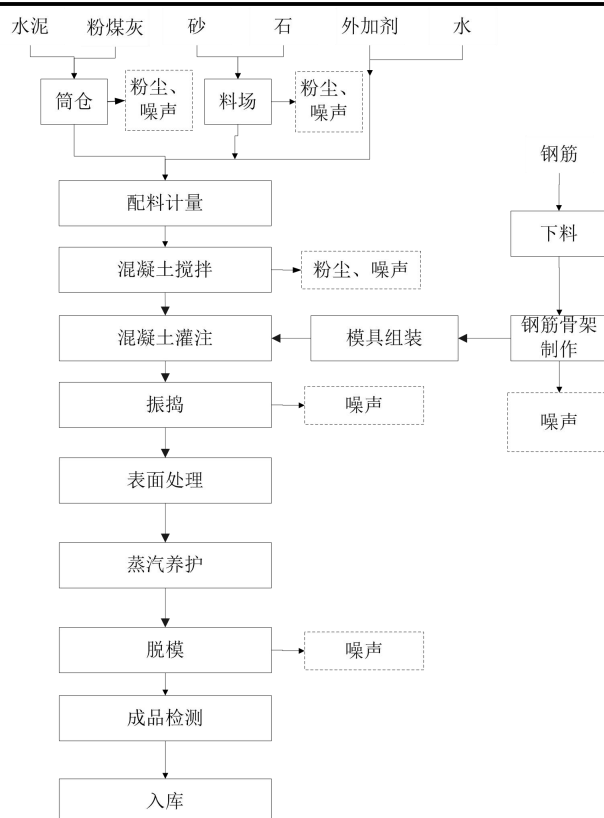 水泥
粉煤灰
砂
石
外加剂
水
筒仓
粉尘、
噪声
料场
粉尘、
噪声
钢筋
配料计量
下料
混凝土搅拌
粉尘、噪声
混凝土灌注
模具组装
钢筋骨架
制作
振捣
噪声
噪声
表面处理
蒸汽养护
脱模
噪声
成品检测
入库